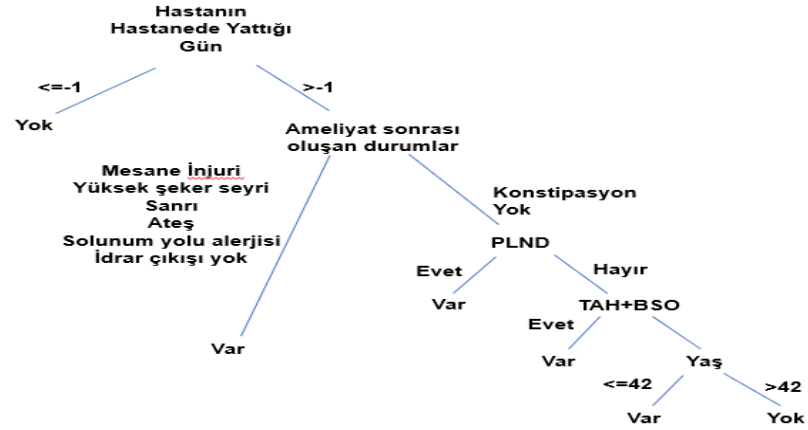 Hastanın
Hastanede Yattığı
Gün
<=-1
>-1
Yok
Ameliyat sonrası
oluşan durumlar
Mesane İnjuri
Yüksek şeker seyri
Sanrı
Ateş
Solunum yolu alerjisi
İdrar çıkışı yok
Konstipasyon
Yok
PLND
Evet
Hayır
Var
TAH+BSO
Evet
Var
Var
Yaş
<=42
>42
Var
Yok